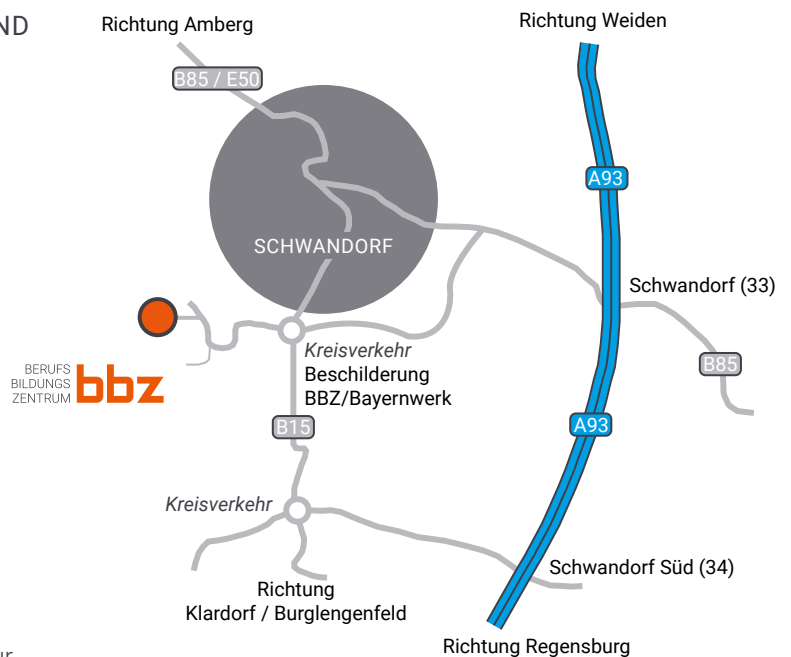 ND
Richtung Amberg
Richtung Weiden
B85 / E50
A93
SCHWANDORF
Schwandorf (33)
Kreisverkehr
Beschilderung
BBZ/Bayernwerk
BERUFS
BILDUNGS
ZENTRUM
bbz
B85
B15
A93
Kreisverkehr
Schwandorf Süd (34)
Richtung
Klardorf / Burglengenfeld
Richtung Regensburg